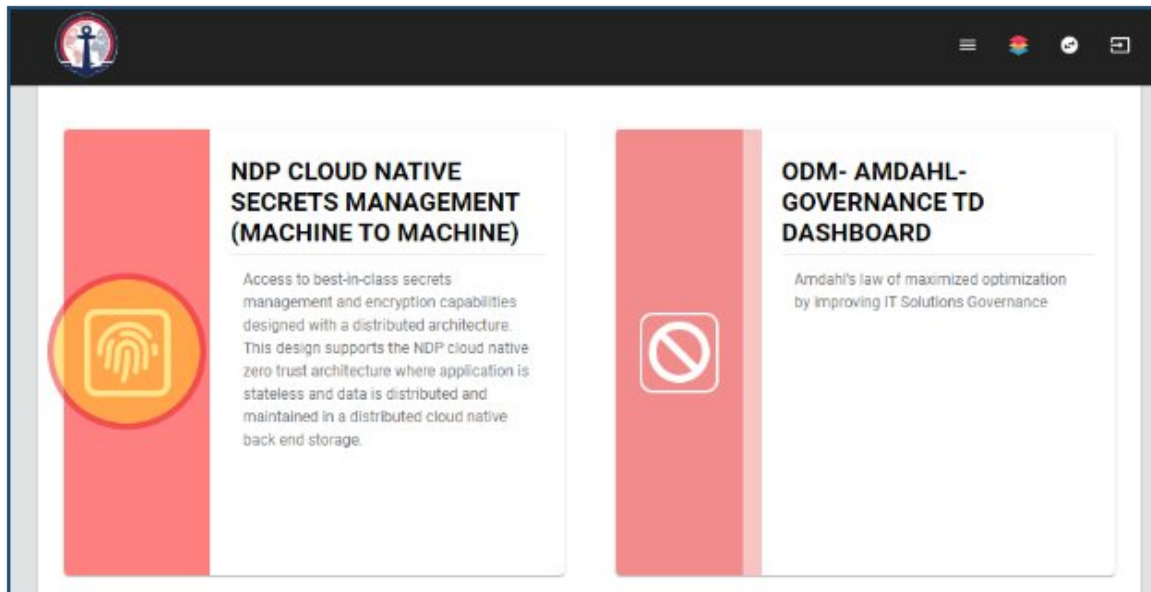 NDP CLOUD NATIVE
SECRETS MANAGEMENT
(MACHINE TO MACHINE)
Access to best-in-class secrets
management and encryption capabilities
designed with a distributed architecture.
This design supports the NDP cloud native
zero trust architecture where application is
stateless and data is distributed and
maintained in a distributed cloud native
back end storage.
ODM- AMDAHL-
GOVERNANCE TD
DASHBOARD
Amdahl's law of maximized optimization
by improving IT Solutions Governance